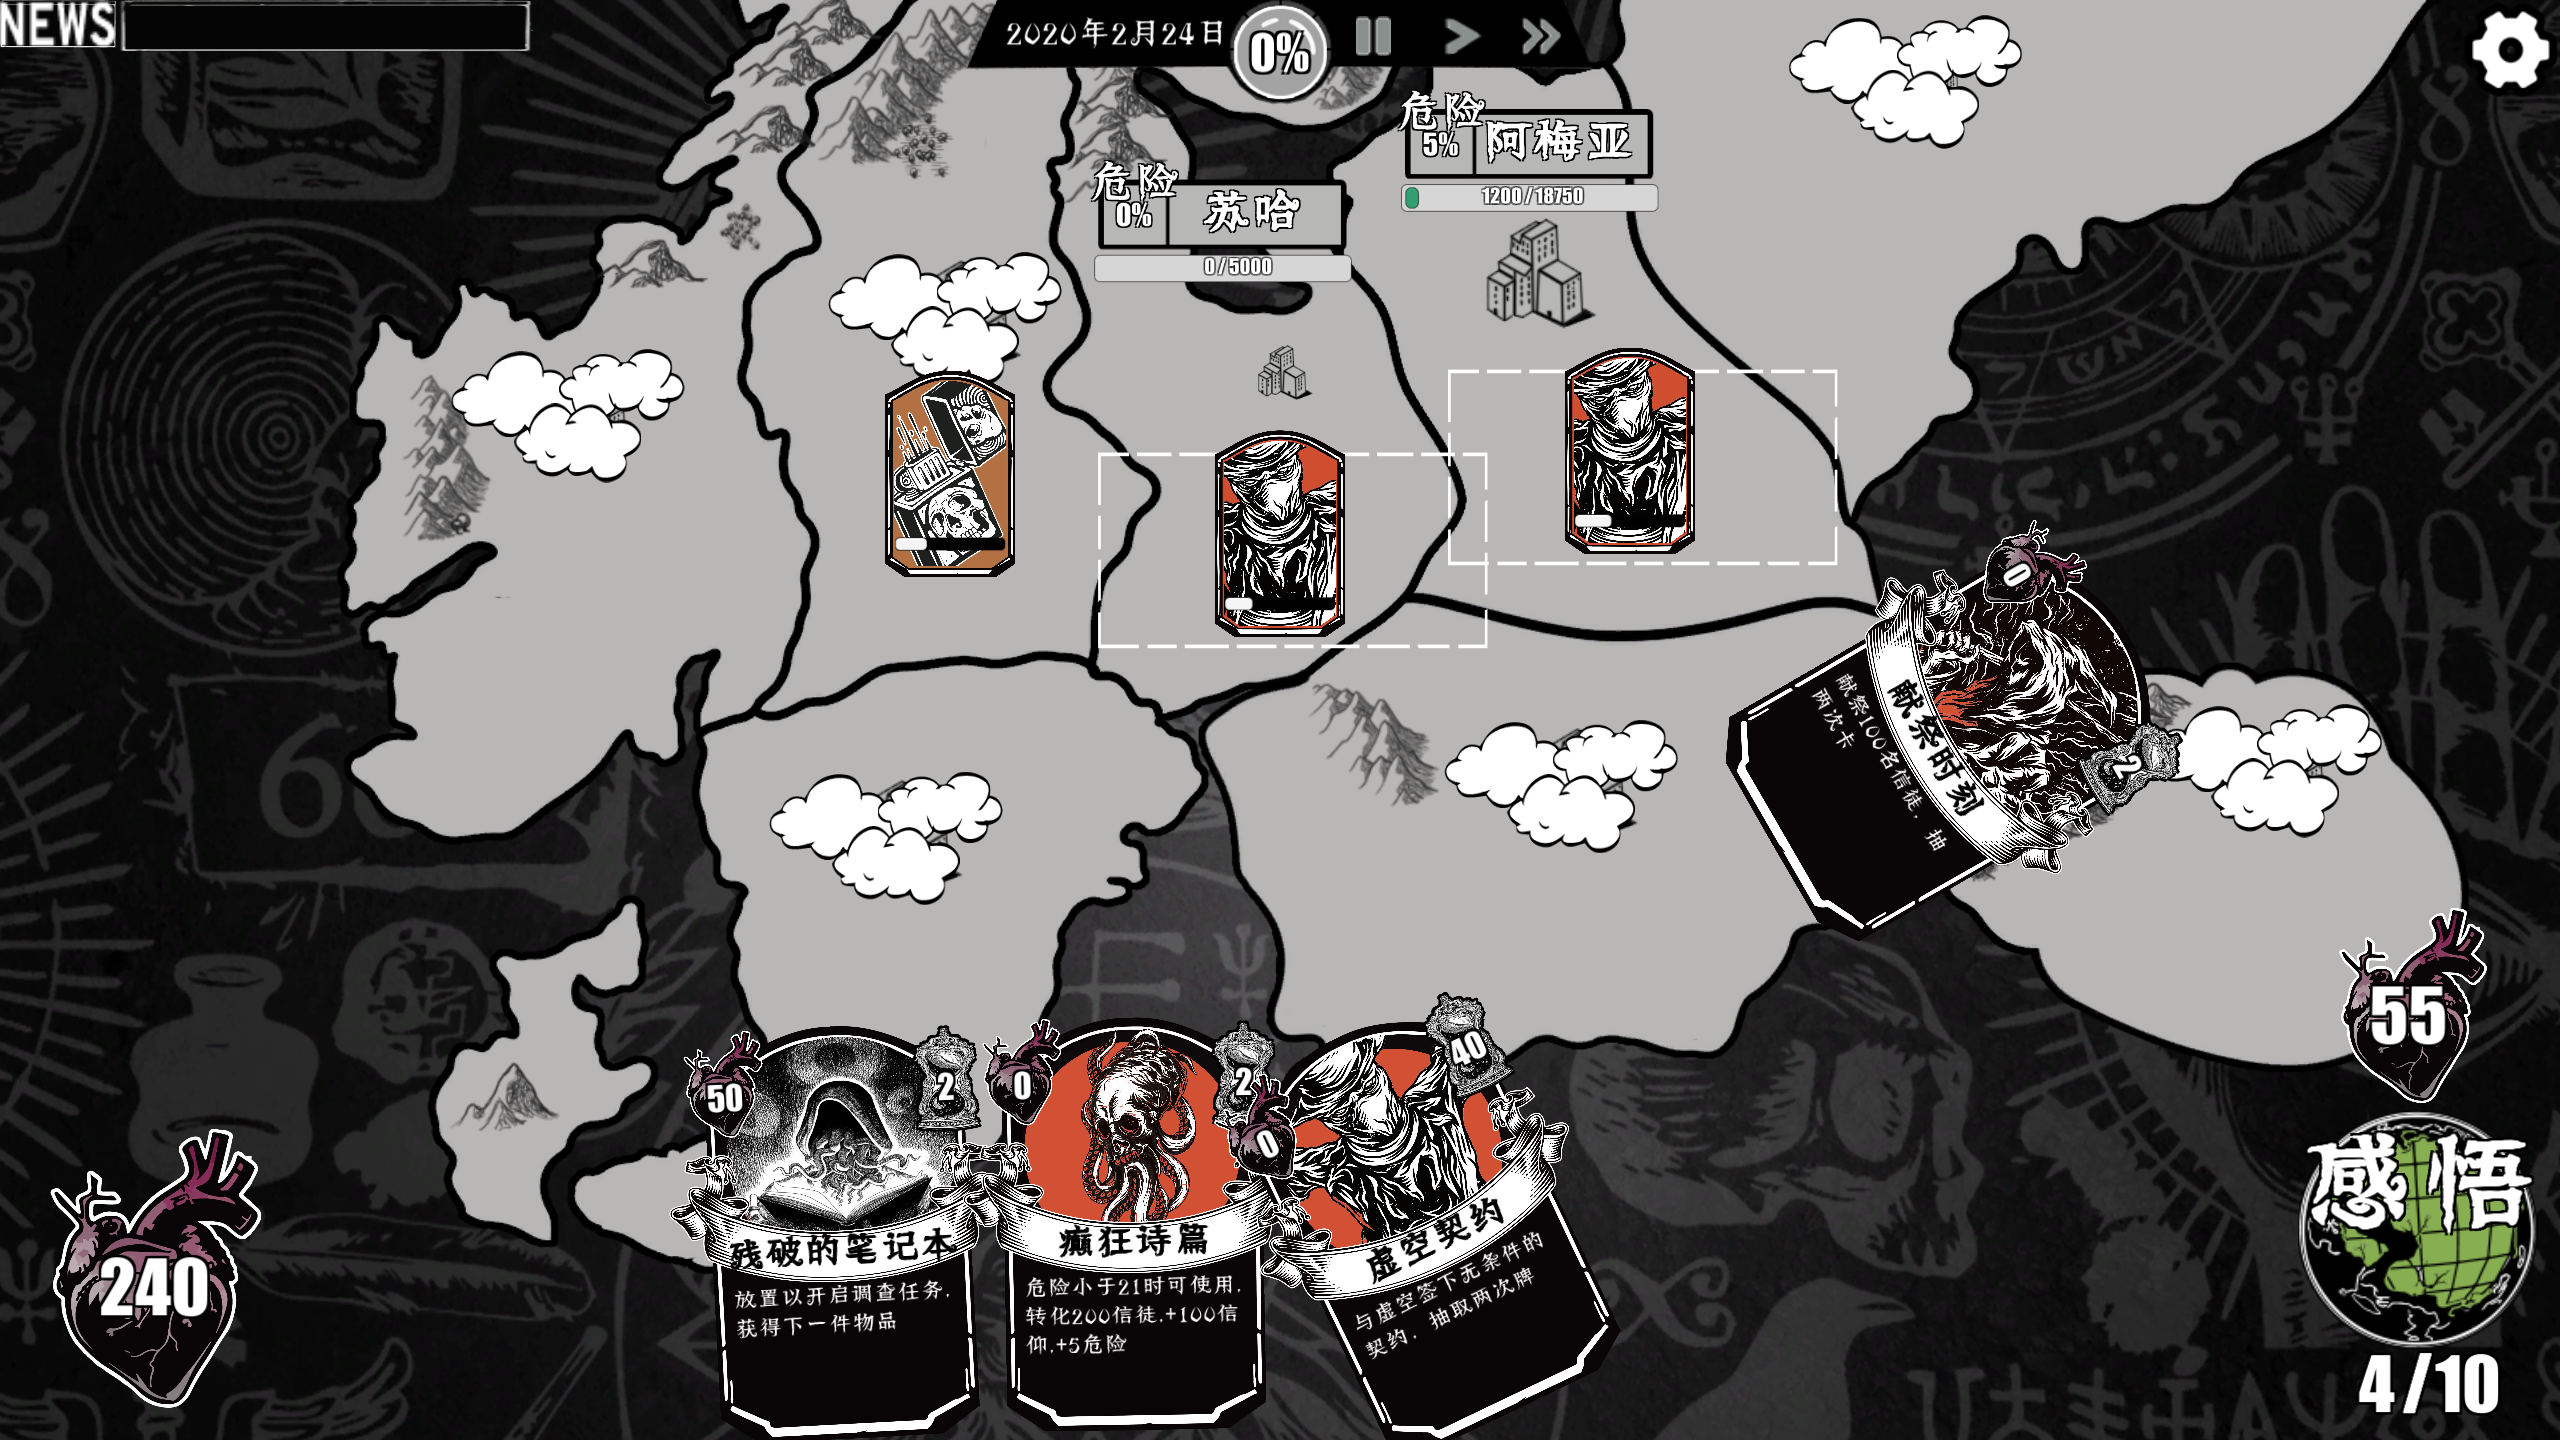 NEWS
2020年2月24日
0%
危险
5%
阿梅亚
1200/18750
危险
0%
苏哈
0/5000
0
献祭时刻
2
献祭100名信徒，抽
两次卡
55
感悟
4/10
240
50
2
残破的笔记本
放置以开启调查任务，
获得下一件物品
0
2
癫狂诗篇
危险小于21时可使用，
转化200信徒，+100信
仰，+5危险
0
40
虚空契约
与虚空签下无条件的
契约，抽取两次牌